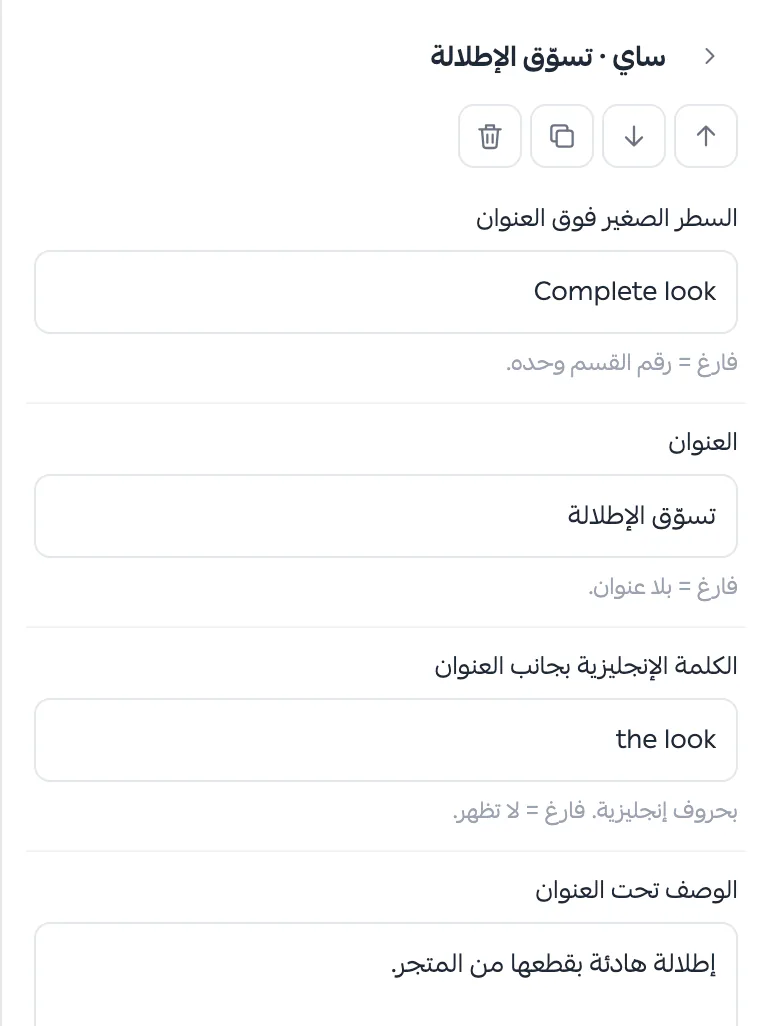 ساي · تسوّق الإطلالة
السطر الصغير فوق العنوان
Complete look
فارغ = رقم القسم وحده.
العنوان
تسوّق الإطلالة
فارغ = بلا عنوان.
الكلمة الإنجليزية بجانب العنوان
the look
بحروف إنجليزية. فارغ = لا تظهر.
الوصف تحت العنوان
إطلالة هادئة بقطعها من المتجر.